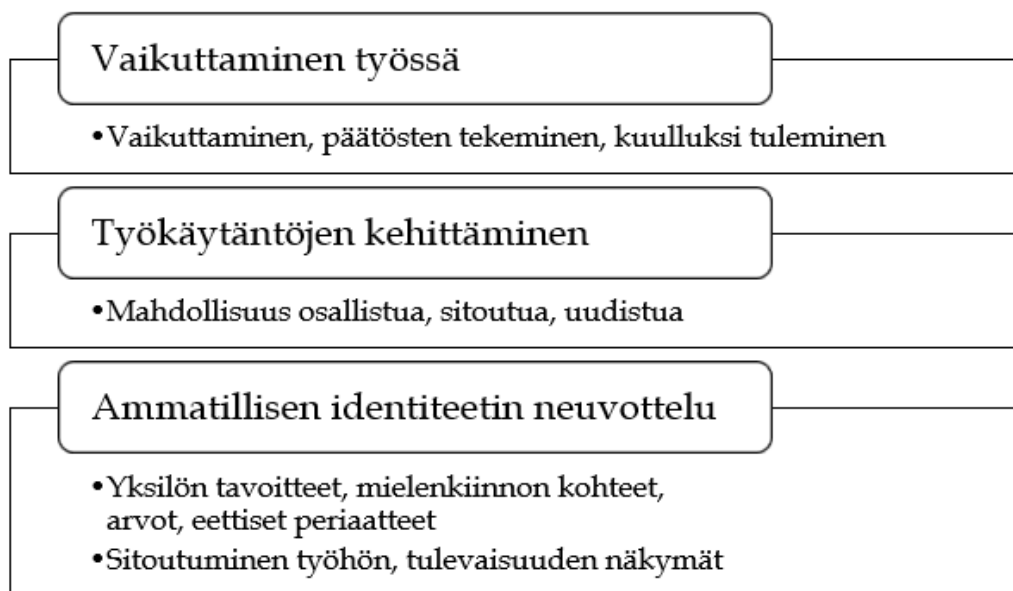 Vaikuttaminen työssä
•Vaikuttaminen, päätösten tekeminen, kuulluksi tuleminen
Työkäytäntöjen kehittäminen
•Mahdollisuus osallistua, sitoutua, uudistua
Ammatillisen identiteetin neuvottelu
•Yksilön tavoitteet, mielenkiinnon kohteet,
arvot, eettiset periaatteet
•Sitoutuminen työhön, tulevaisuuden näkymät